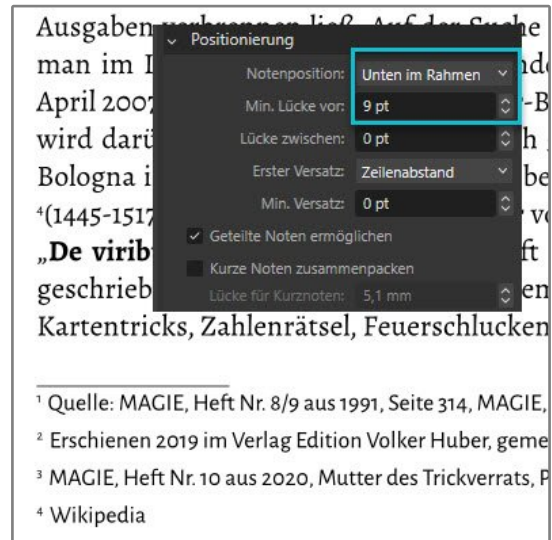 Ausgaben
Positionierung
man im
Notenposition: Unten im Rahmen
April 2007
Min. Lücke vor: 9 pt
wird darü
Lücke zwischen: 0 pt
Bologna i
Erster Versatz: Zeilenabstand
⁴(1445-1517
Min. Versatz: 0 pt
„De virib
Geteilte Noten ermöglichen
Kurze Noten zusammenpacken
geschrieb
Lücke für Kurznoten: 5,1 mm
Kartentricks, Zahlenrätsel, Feuerschlucken
¹ Quelle: MAGIE, Heft Nr. 8/9 aus 1991, Seite 314, MAGIE,
² Erschienen 2019 im Verlag Edition Volker Huber, geme
³ MAGIE, Heft Nr. 10 aus 2020, Mutter des Trickverrats, P
⁴ Wikipedia